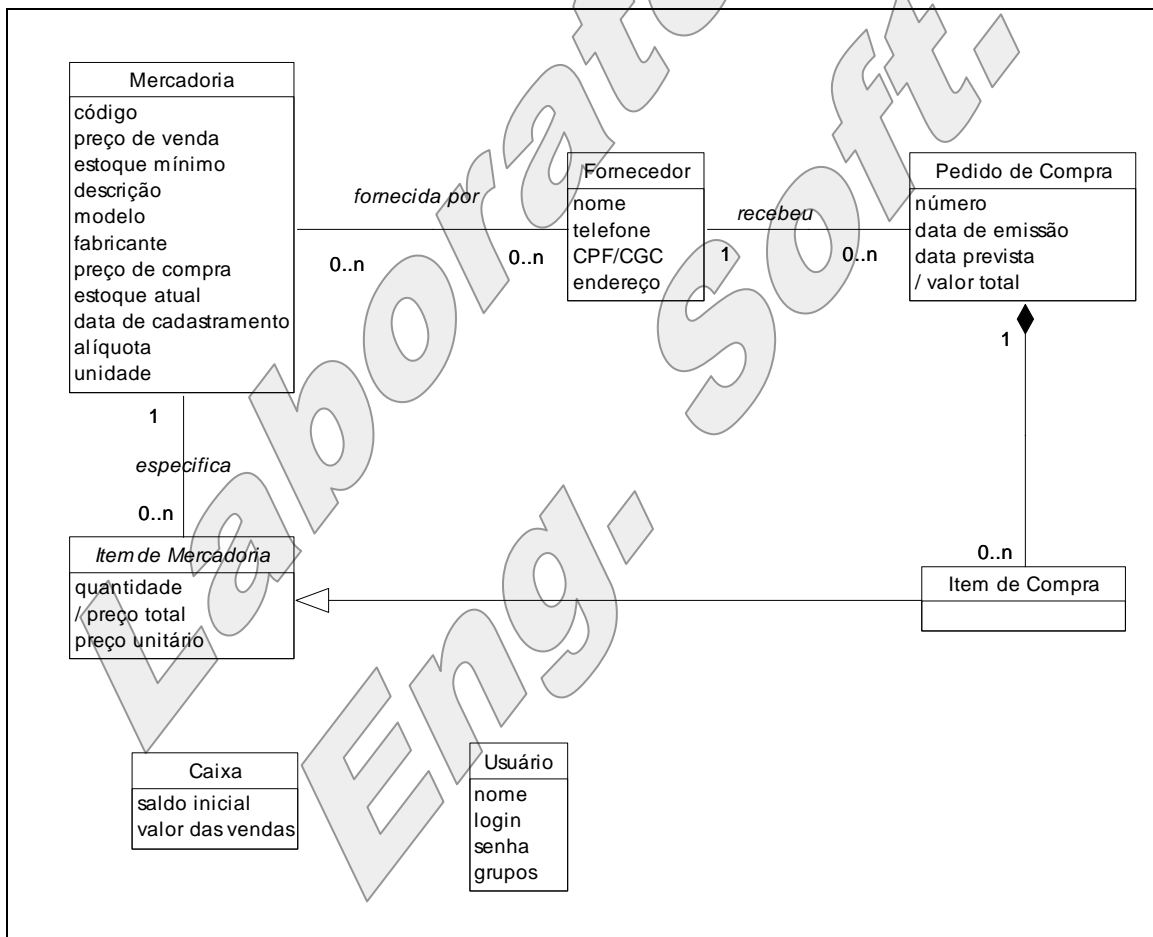 Mercadoria
código
preço de venda
estoque mínimo
descrição
modelo
fabricante
preço de compra
estoque atual
data de cadastramento
alíquota
unidade
fornecida por
0..n
0..n
Fornecedor
nome
telefone
CPF/CGC
endereço
recebeu
1
0..n
Pedido de Compra
número
data de emissão
data prevista
/ valor total
1
0..n
1
especifica
0..n
Item de Mercadoria
quantidade
/ preço total
preço unitário
Item de Compra
Caixa
saldo inicial
valor das vendas
Usuário
nome
login
senha
grupos
Eng. Soft.